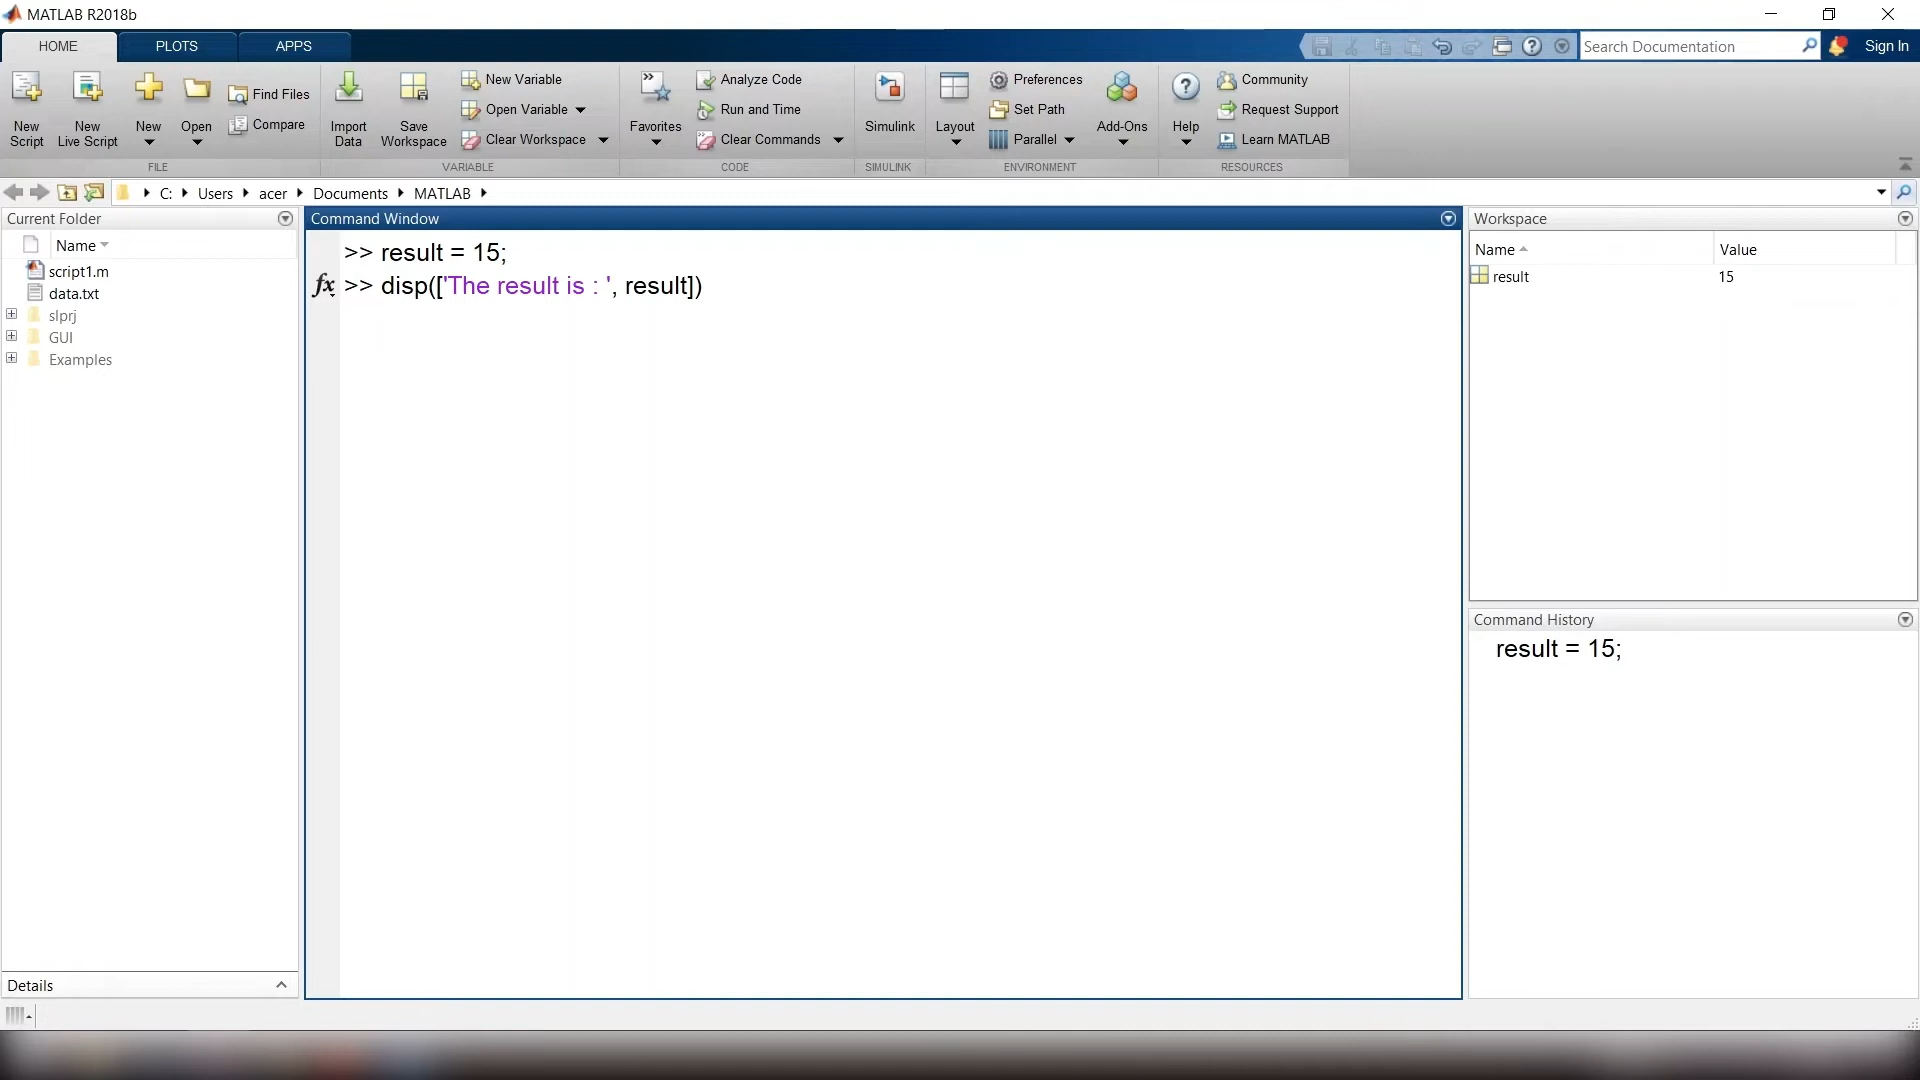 MATLAB R2018b
HOME
PLOTS
APPS
Search Documentation
Sign In
New
Script
New
Live Script
New
Open
Find Files
Compare
Import
Data
Save
Workspace
New Variable
Open Variable
Clear Workspace
Favorites
Analyze Code
Run and Time
Clear Commands
Simulink
Layout
Preferences
Set Path
Parallel
Add-Ons
Help
Community
Request Support
Learn MATLAB
FILE
VARIABLE
CODE
SIMULINK
ENVIRONMENT
RESOURCES
C:
Users
acer
Documents
MATLAB
Current Folder
Name
script1.m
data.txt
slprj
GUI
Examples
Details
Command Window
>> result = 15;
fx >> disp(['The result is : ', result])
Workspace
Name
Value
result
15
Command History
result = 15;